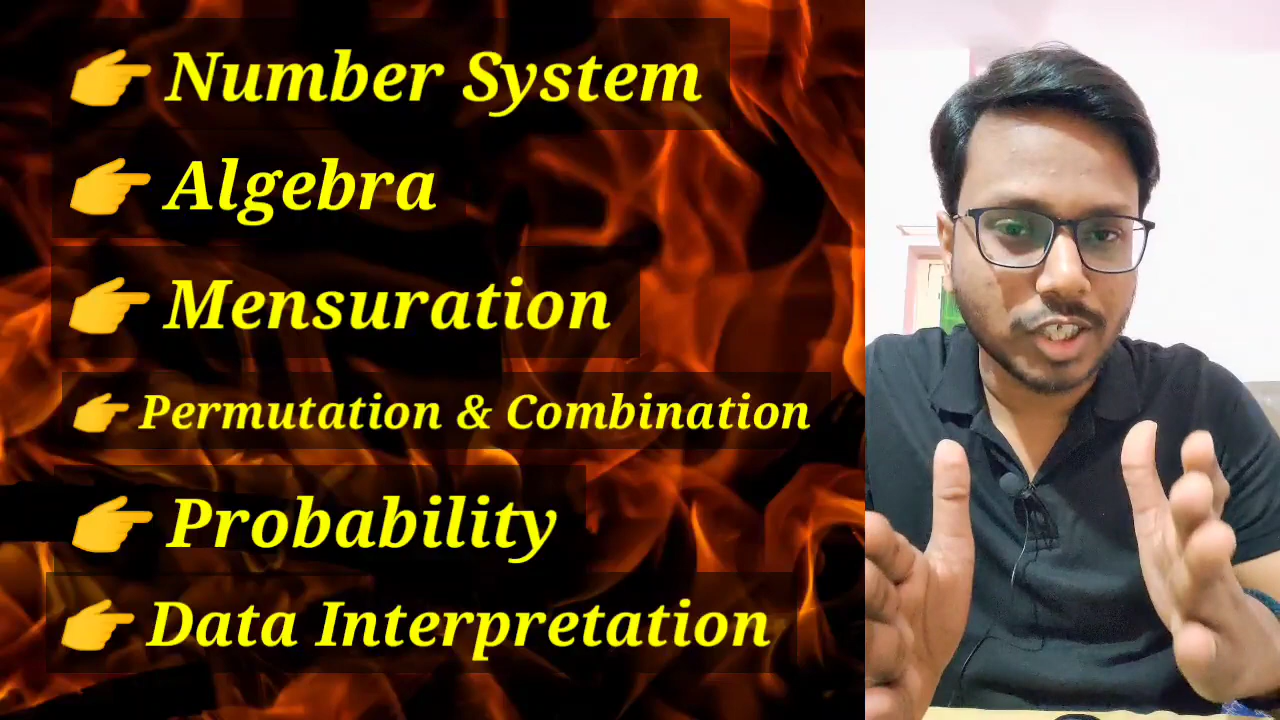 👉 Number System
👉 Algebra
👉 Mensuration
👉 Permutation & Combination
👉 Probability
👉 Data Interpretation